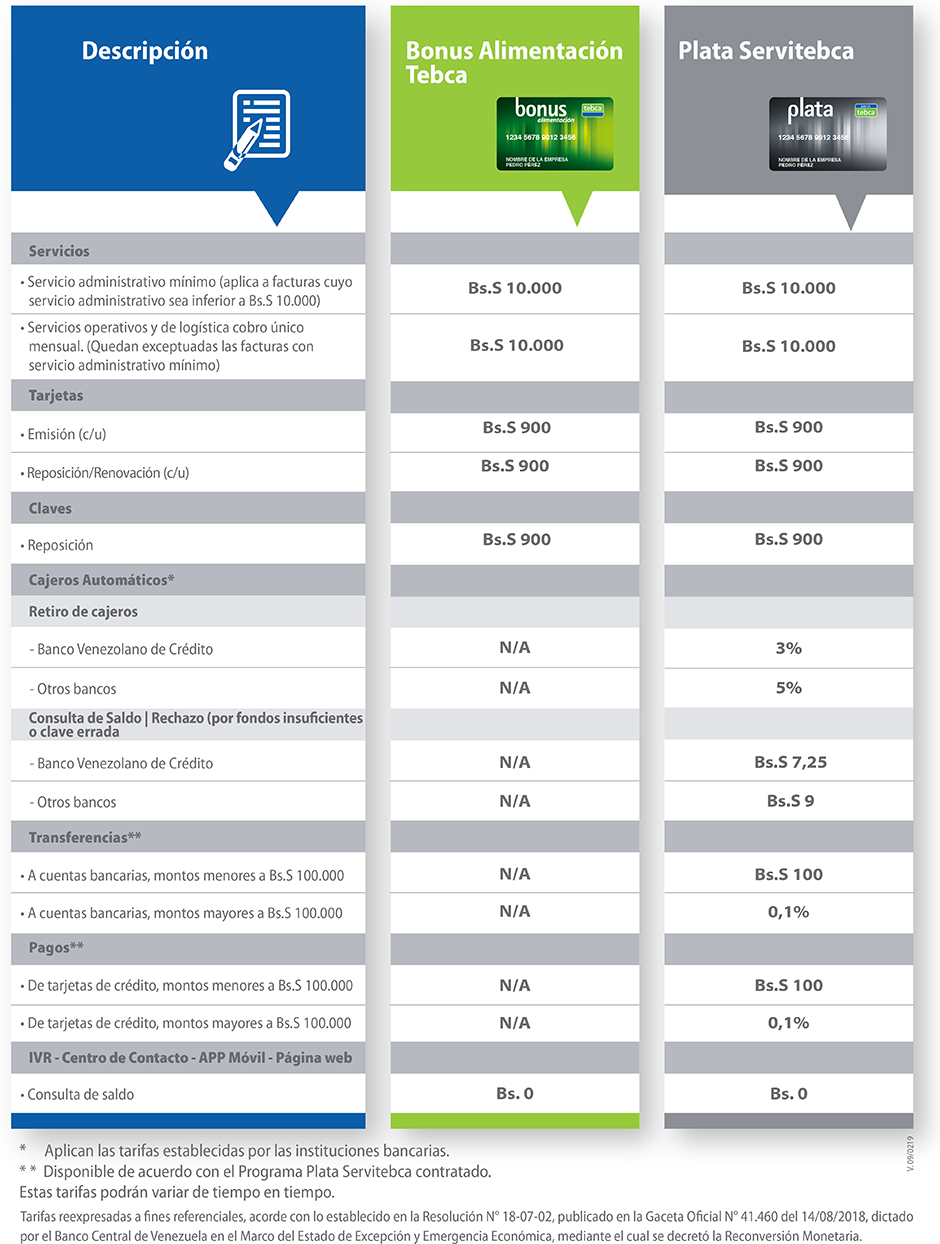 Descripción
Bonus Alimentación
Tebca
Plata Servitebca
bonus
alimentación
tebca
1234 5678 9012 3456
NOMBRE DE LA EMPRESA
PEDRO PÉREZ
plata
tebca
1234 5678 9012 3456
NOMBRE DE LA EMPRESA
PEDRO PÉREZ
Servicios
• Servicio administrativo mínimo (aplica a facturas cuyo
servicio administrativo sea inferior a Bs.S 10.000)
Bs.S 10.000
Bs.S 10.000
• Servicios operativos y de logística cobro único
mensual. (Quedan exceptuadas las facturas con
servicio administrativo mínimo)
Bs.S 10.000
Bs.S 10.000
Tarjetas
• Emisión (c/u)
Bs.S 900
Bs.S 900
• Reposición/Renovación (c/u)
Bs.S 900
Bs.S 900
Claves
• Reposición
Bs.S 900
Bs.S 900
Cajeros Automáticos*
Retiro de cajeros
- Banco Venezolano de Crédito
N/A
3%
- Otros bancos
N/A
5%
Consulta de Saldo | Rechazo (por fondos insuficientes
o clave errada
- Banco Venezolano de Crédito
N/A
Bs.S 7,25
- Otros bancos
N/A
Bs.S 9
Transferencias**
• A cuentas bancarias, montos menores a Bs.S 100.000
N/A
Bs.S 100
• A cuentas bancarias, montos mayores a Bs.S 100.000
N/A
0,1%
Pagos**
• De tarjetas de crédito, montos menores a Bs.S 100.000
N/A
Bs.S 100
• De tarjetas de crédito, montos mayores a Bs.S 100.000
N/A
0,1%
IVR - Centro de Contacto - APP Móvil - Página web
• Consulta de saldo
Bs. 0
Bs. 0
* Aplican las tarifas establecidas por las instituciones bancarias.
* * Disponible de acuerdo con el Programa Plata Servitebca contratado.
Estas tarifas podrán variar de tiempo en tiempo.
V. 09/0219
Tarifas reexpresadas a fines referenciales, acorde con lo establecido en la Resolución N° 18-07-02, publicado en la Gaceta Oficial N° 41.460 del 14/08/2018, dictado
por el Banco Central de Venezuela en el Marco del Estado de Excepción y Emergencia Económica, mediante el cual se decretó la Reconversión Monetaria.